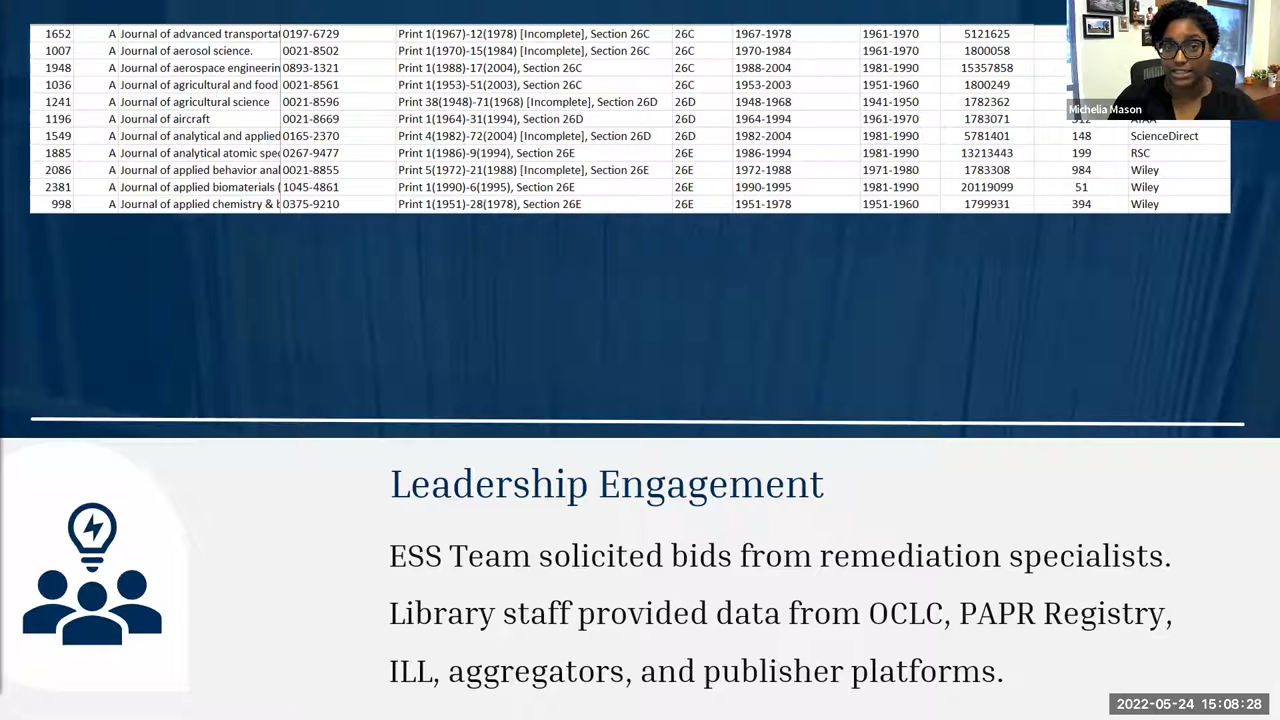 1652 A Journal of advanced transportat 0197-6729 Print 1(1967)-12(1978) [Incomplete], Section 26C 26C 1967-1978 1961-1970 5121625
1007 A Journal of aerosol science. 0021-8502 Print 1(1970)-15(1984) [Incomplete], Section 26C 26C 1970-1984 1961-1970 1800058
1948 A Journal of aerospace engineerin 0893-1321 Print 1(1988)-17(2004), Section 26C 26C 1988-2004 1981-1990 15357858
1036 A Journal of agricultural and food 0021-8561 Print 1(1953)-51(2003), Section 26C 26C 1953-2003 1951-1960 1800249
1241 A Journal of agricultural science 0021-8596 Print 38(1948)-71(1968) [Incomplete], Section 26D 26D 1948-1968 1941-1950 1782362
1196 A Journal of aircraft 0021-8669 Print 1(1964)-31(1994), Section 26D 26D 1964-1994 1961-1970 1783071
1549 A Journal of analytical and applied 0165-2370 Print 4(1982)-72(2004) [Incomplete], Section 26D 26D 1982-2004 1981-1990 5781401 148 ScienceDirect
1885 A Journal of analytical atomic spec 0267-9477 Print 1(1986)-9(1994), Section 26E 26E 1986-1994 1981-1990 13213443 199 RSC
2086 A Journal of applied behavior anal 0021-8855 Print 5(1972)-21(1988) [Incomplete], Section 26E 26E 1972-1988 1971-1980 1783308 984 Wiley
2381 A Journal of applied biomaterials ( 1045-4861 Print 1(1990)-6(1995), Section 26E 26E 1990-1995 1981-1990 20119099 51 Wiley
998 A Journal of applied chemistry & b 0375-9210 Print 1(1951)-28(1978), Section 26E 26E 1951-1978 1951-1960 1799931 394 Wiley
Michelia Mason
Leadership Engagement
ESS Team solicited bids from remediation specialists.
Library staff provided data from OCLC, PAPR Registry,
ILL, aggregators, and publisher platforms.
2022-05-24 15:08:28